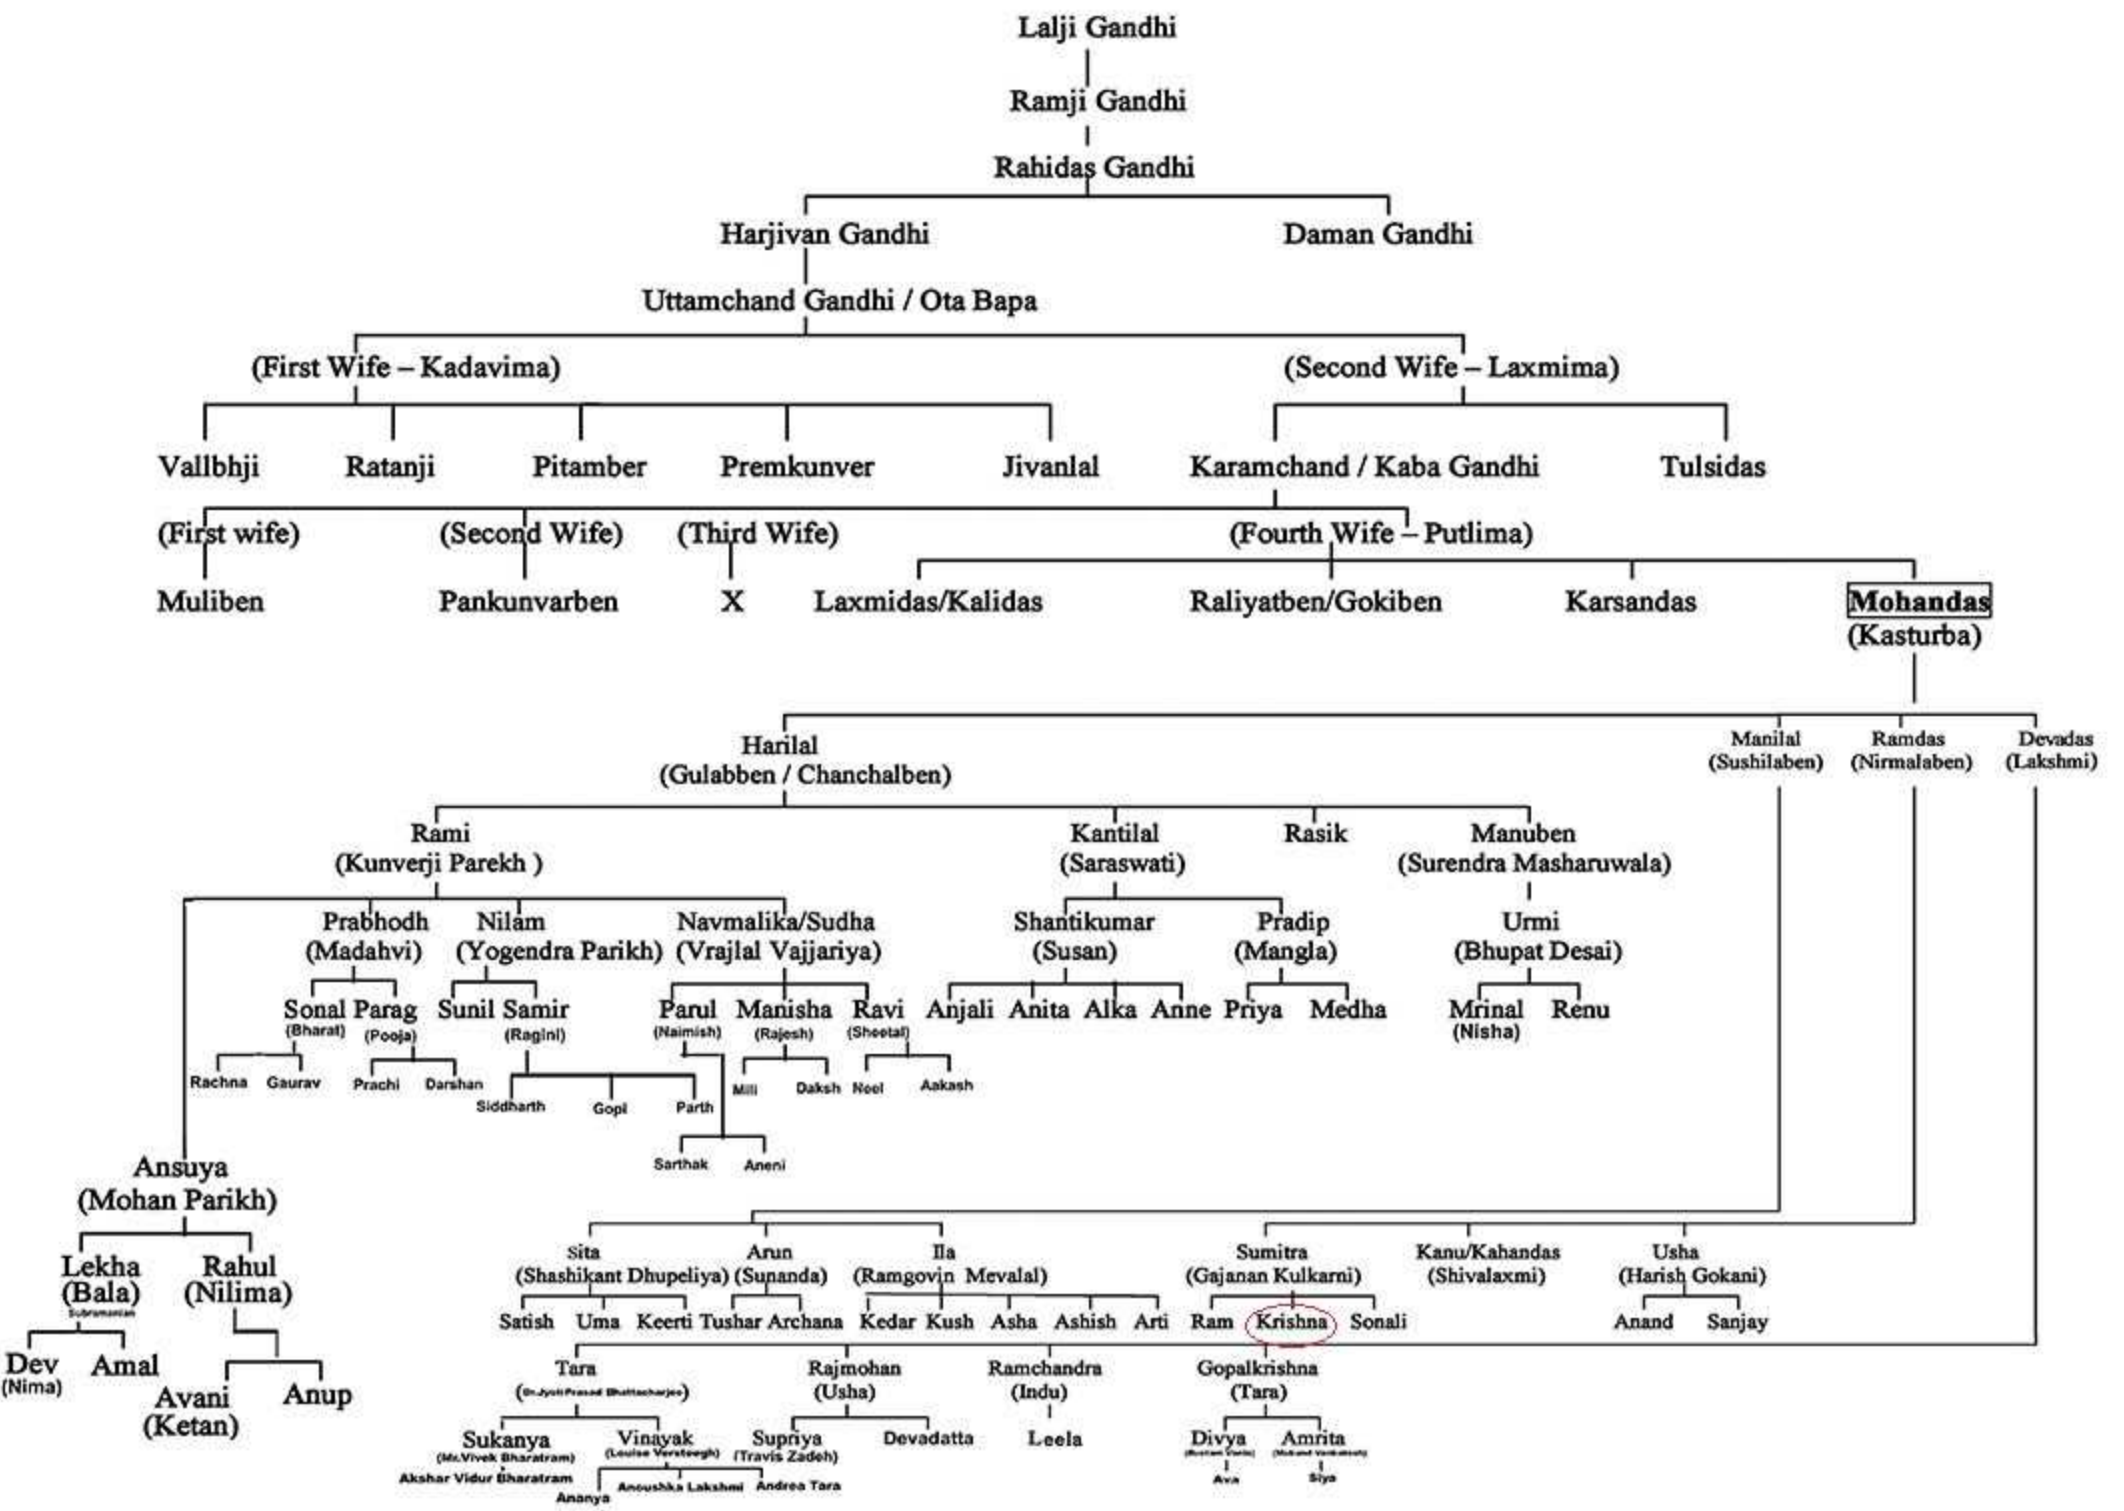 Lalji Gandhi
Ramji Gandhi
Rahidas Gandhi
Harjivan Gandhi Daman Gandhi
Uttamchand Gandhi / Ota Bapa
(First Wife – Kadavima) (Second Wife – Laxmima)
Vallbhji Ratanji Pitamber Premkunver Jivanlal Karamchand / Kaba Gandhi Tulsidas
(First wife) (Second Wife) (Third Wife) (Fourth Wife – Putlima)
Muliben Pankunvarben X Laxmidas/Kalidas Raliyatben/Gokiben Karsandas Mohandas
(Kasturba)
Harilal Manilal Ramdas Devadas
(Gulabben / Chanchalben) (Sushilaben) (Nirmalaben) (Lakshmi)
Rami Kantilal Rasik Manuben
(Kunverji Parekh ) (Saraswati) (Surendra Masharuwala)
Prabhodh Nilam Navmalika/Sudha Shantikumar Pradip Urmi
(Madahvi) (Yogendra Parikh) (Vrajlal Vajjariya) (Susan) (Mangla) (Bhupat Desai)
Sonal Parag Sunil Samir Parul Manisha Ravi Anjali Anita Alka Anne Priya Medha Mrinal Renu
(Bharat) (Pooja) (Ragini) (Naimish) (Rajesh) (Sheetal) (Nisha)
Rachna Gaurav Prachi Darshan Mili Daksh Neel Aakash
Siddharth Gopi Parth
Sarthak Aneni
Ansuya
(Mohan Parikh)
Lekha Rahul
(Bala) (Nilima)
Subramanian
Dev Amal
(Nima)
Avani Anup
(Ketan)
Sita Arun Ila Sumitra Kanu/Kahandas Usha
(Shashikant Dhupeliya) (Sunanda) (Ramgovin Mevalal) (Gajanan Kulkarni) (Shivalaxmi) (Harish Gokani)
Satish Uma Keerti Tushar Archana Kedar Kush Asha Ashish Arti Ram Krishna Sonali Anand Sanjay
Tara Rajmohan Ramchandra Gopalkrishna
(Dr.Jyoti Prasad Bhattacharjee) (Usha) (Indu) (Tara)
Sukanya Vinayak Supriya Devadatta Leela Divya Amrita
(Mr.Vivek Bharatram) (Louise Versteegh) (Travis Zadeh)
Akshar Vidur Bharatram Ananya Anoushka Lakshmi Andrea Tara Ava Siya